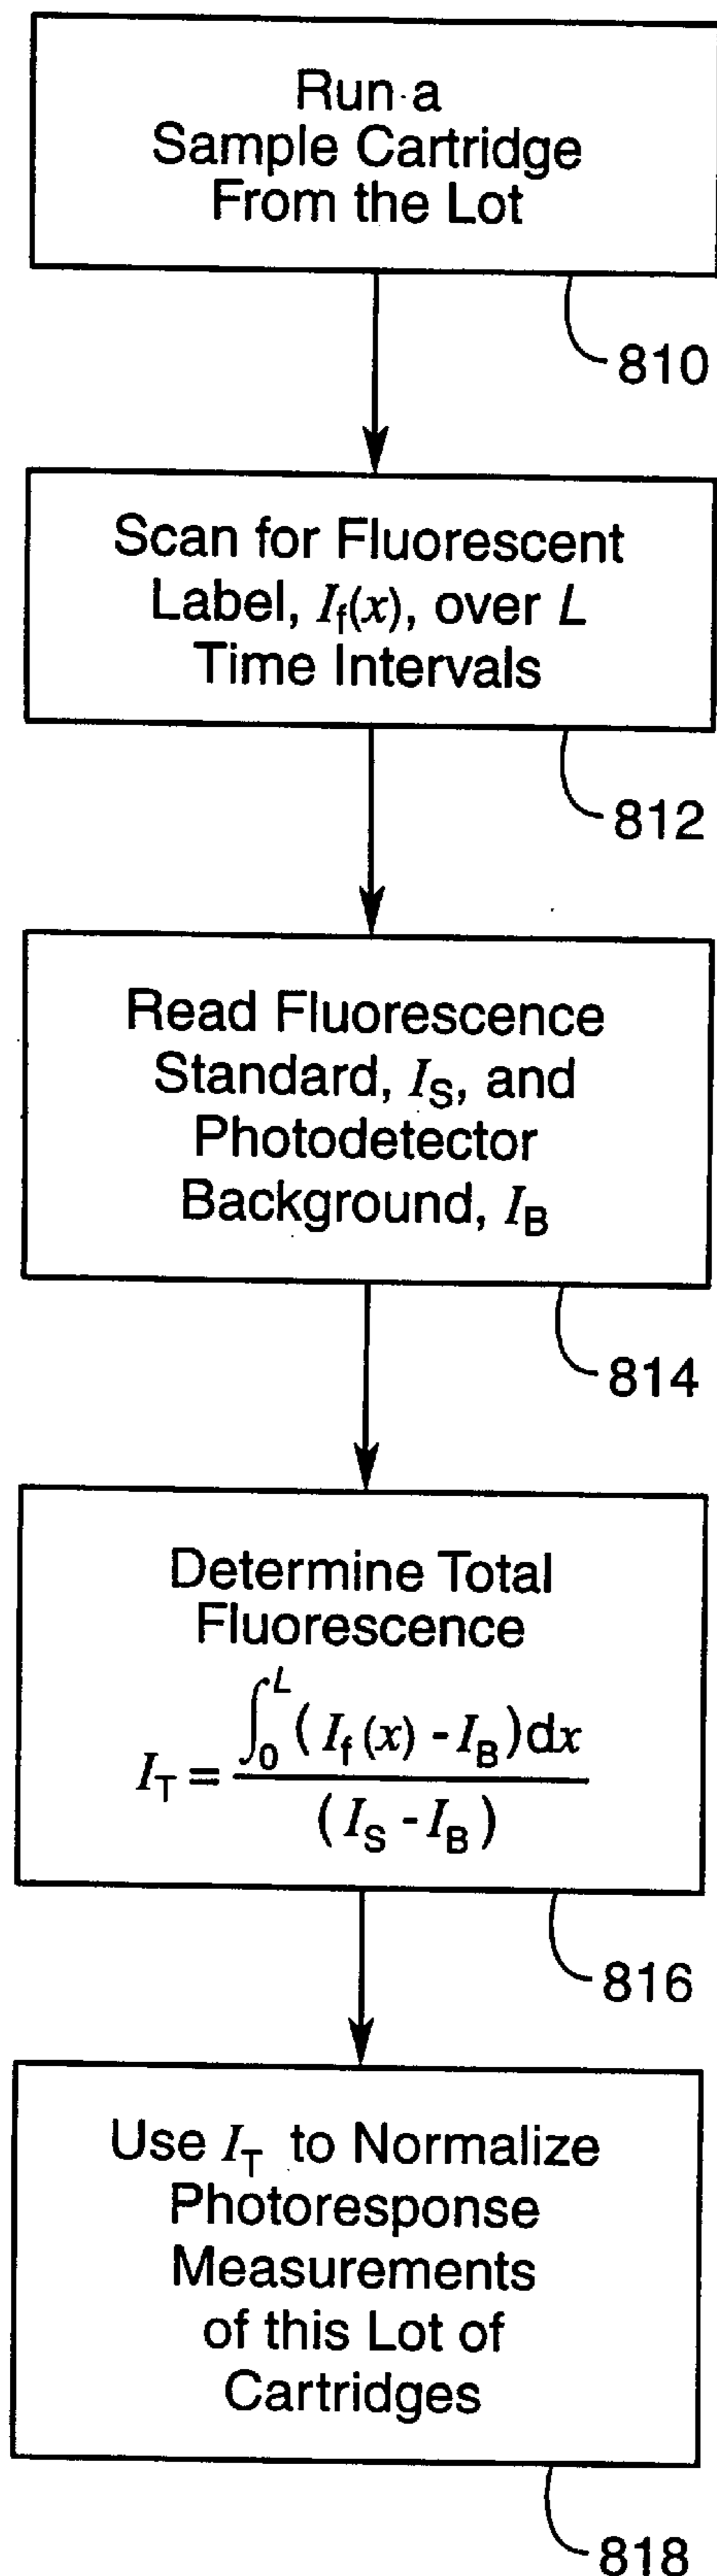 Run a
Sample Cartridge
From the Lot
810
Scan for Fluorescent
Label, I_f(x), over L
Time Intervals
812
Read Fluorescence
Standard, I_S, and
Photodetector
Background, I_B
814
Determine Total
Fluorescence
I_T = ∫_0^L (I_f(x) - I_B)dx / (I_S - I_B)
816
Use I_T to Normalize
Photoresponse
Measurements
of this Lot of
Cartridges
818